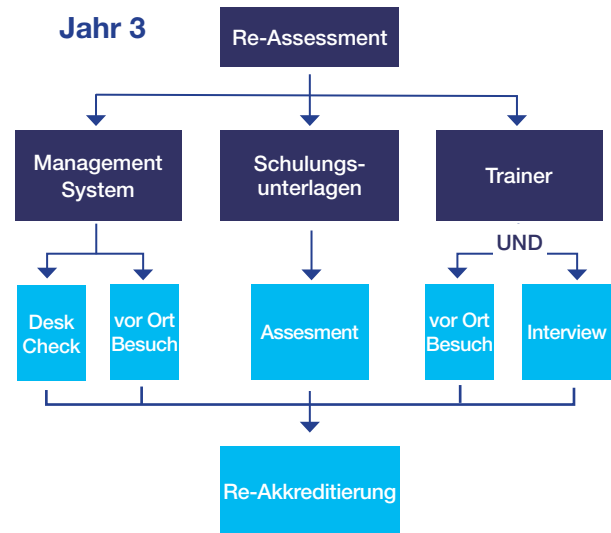 Jahr 3
Re-Assessment
Management
System
Schulungs-
unterlagen
Trainer
UND
Desk
Check
vor Ort
Besuch
Assesment
vor Ort
Besuch
Interview
Re-Akkreditierung